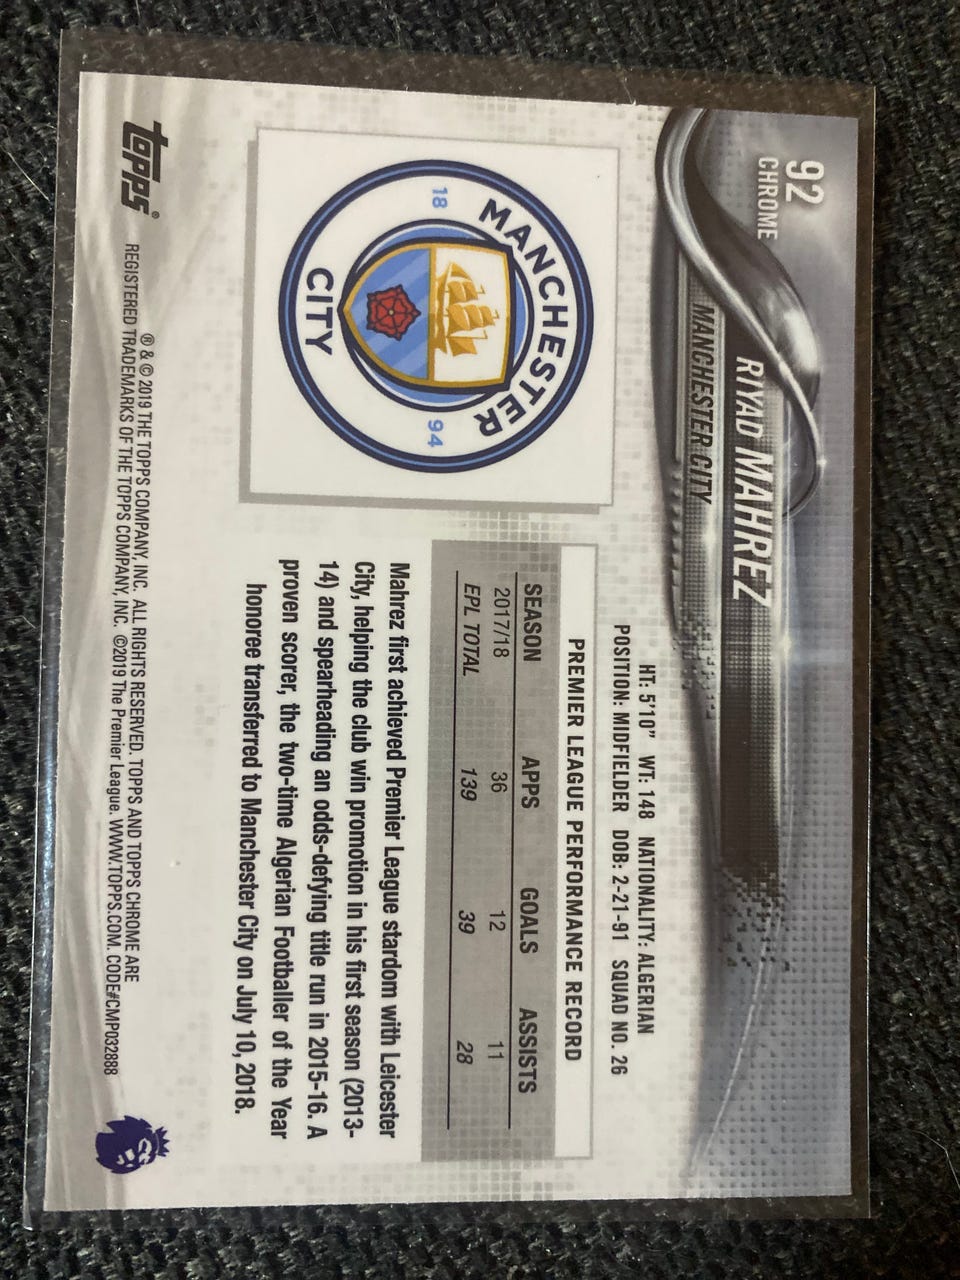 92
CHROME
RIYAD MAHREZ
MANCHESTER CITY
HT: 5'10" WT: 148 NATIONALITY: ALGERIAN
POSITION: MIDFIELDER DOB: 2-21-91 SQUAD NO. 26
MANCHESTER
18 94
CITY
PREMIER LEAGUE PERFORMANCE RECORD
SEASON APPS GOALS ASSISTS
2017/18 36 12 11
EPL TOTAL 139 39 28
Mahrez first achieved Premier League stardom with Leicester
City, helping the club win promotion in his first season (2013-
14) and spearheading an odds-defying title run in 2015-16. A
proven scorer, the two-time Algerian Footballer of the Year
honoree transferred to Manchester City on July 10, 2018.
topps®
® & © 2019 THE TOPPS COMPANY, INC. ALL RIGHTS RESERVED. TOPPS AND TOPPS CHROME ARE
REGISTERED TRADEMARKS OF THE TOPPS COMPANY, INC. ©2019 The Premier League. WWW.TOPPS.COM. CODE#CMP032888